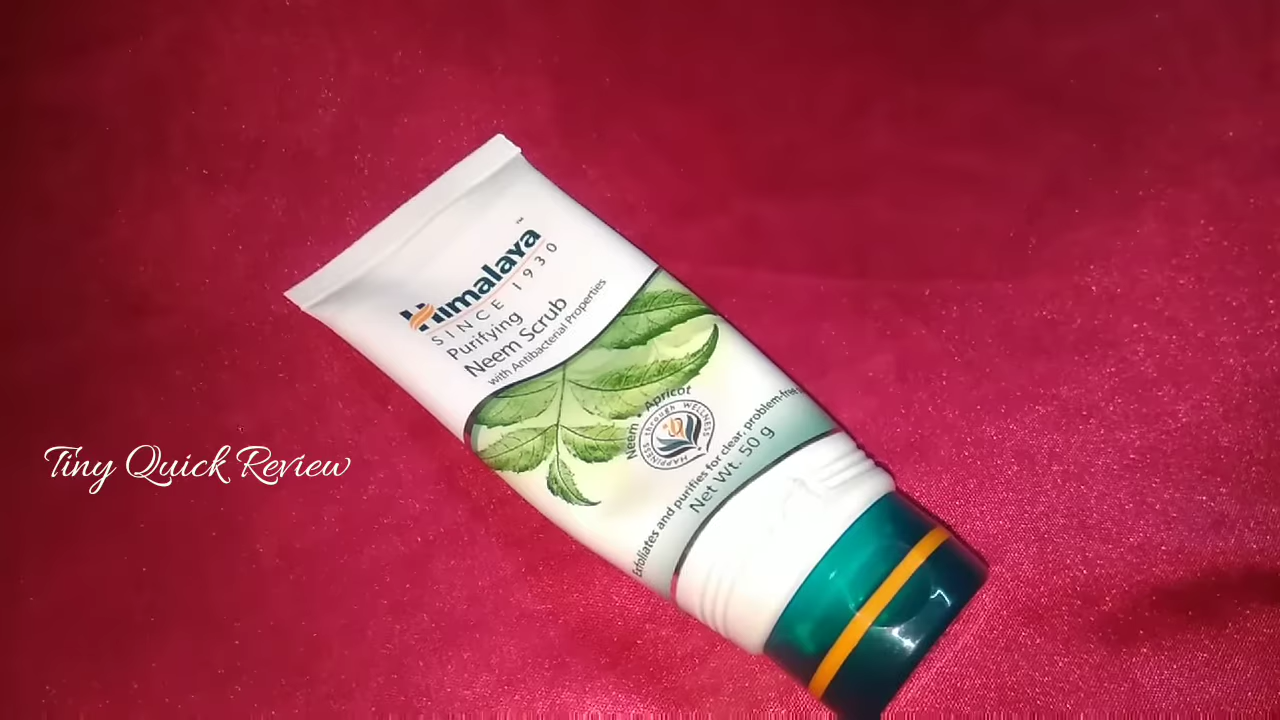 Himalaya™
SINCE 1930
Purifying
Neem Scrub
with Antibacterial Properties
Neem • Apricot
HAPPINESS through WELLNESS
Exfoliates and purifies for clear, problem-free
Net Wt. 50 g
Tiny Quick Review